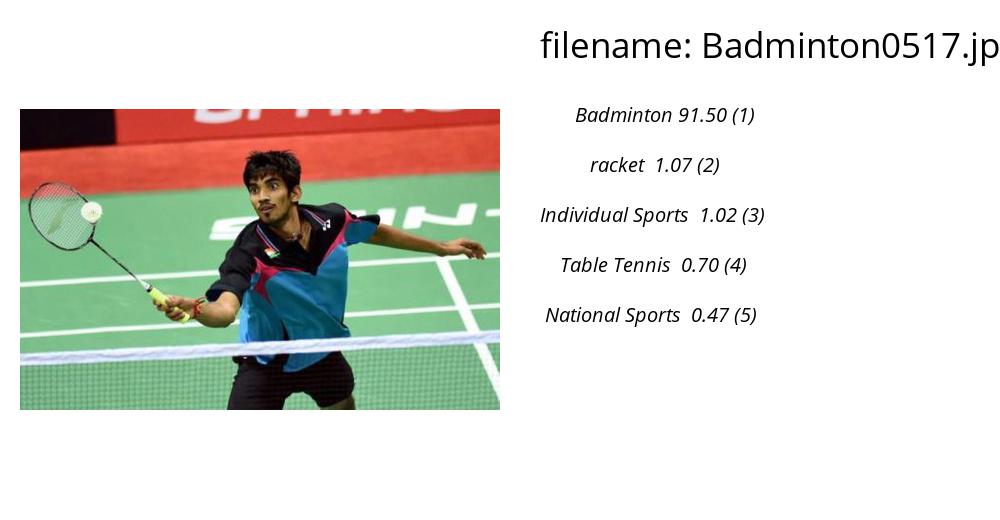 filename: Badminton0517.jp
Badminton 91.50 (1)
racket 1.07 (2)
Individual Sports 1.02 (3)
Table Tennis 0.70 (4)
National Sports 0.47 (5)